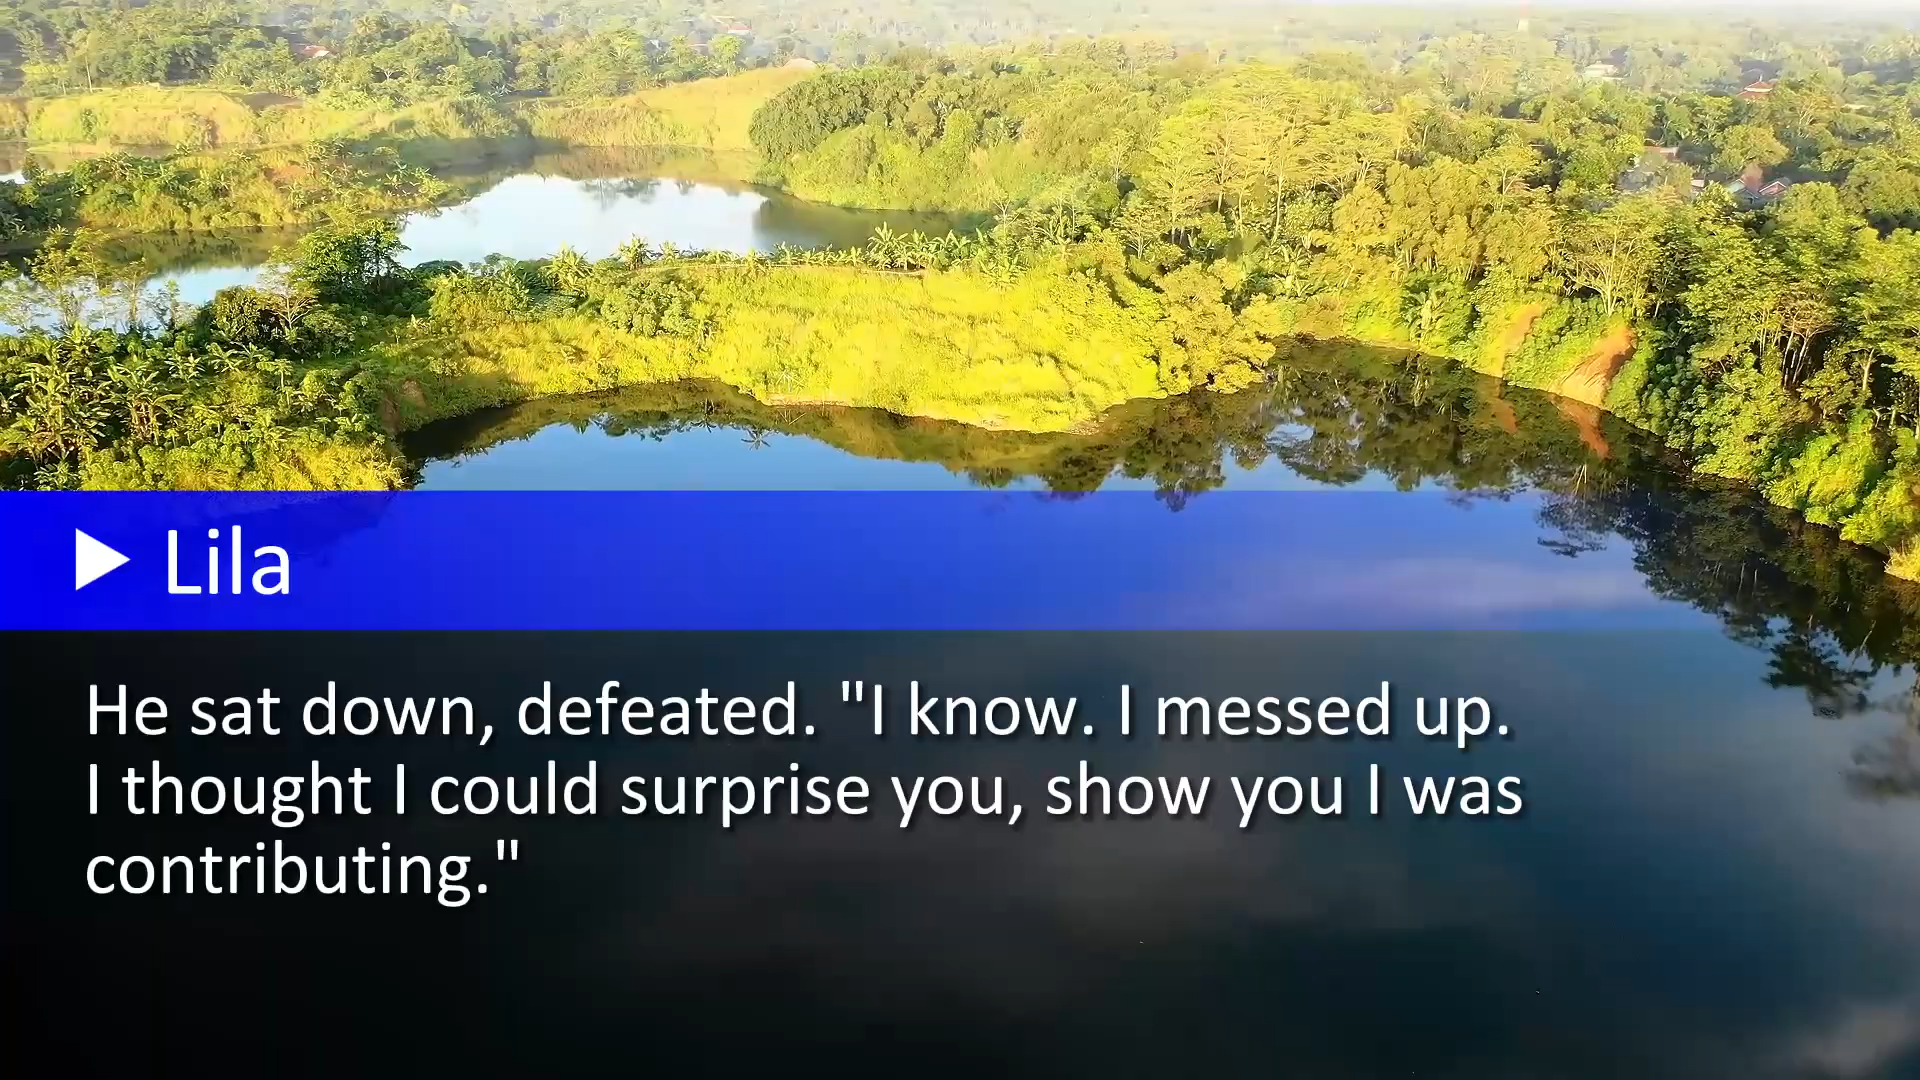 Lila
He sat down, defeated. "I know. I messed up.
I thought I could surprise you, show you I was
contributing."